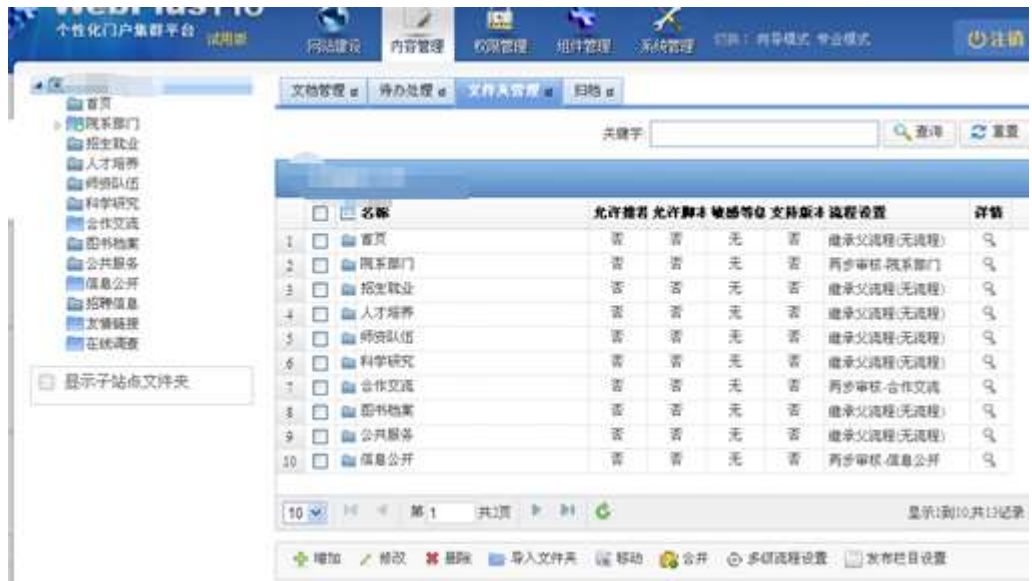 WebPlus Pro
个性化门户集群平台 试用版
网站建设 内容管理 权限管理 组件管理 系统管理 切换： 向导模式 专业模式 注销
首页
院系部门
招生就业
人才培养
师资队伍
科学研究
合作交流
图书档案
公共服务
信息公开
招聘信息
友情链接
在线调查
显示子站点文件夹
文档管理 待办处理 文件夹管理 归档
关键字 查询 重置
名称 允许推荐 允许脚本 敏感等级 支持版本 流程设置 详情
1 首页 否 否 无 否 继承父流程(无流程)
2 院系部门 否 否 无 否 两步审核-院系部门
3 招生就业 否 否 无 否 继承父流程(无流程)
4 人才培养 否 否 无 否 继承父流程(无流程)
5 师资队伍 否 否 无 否 继承父流程(无流程)
6 科学研究 否 否 无 否 继承父流程(无流程)
7 合作交流 否 否 无 否 两步审核-合作交流
8 图书档案 否 否 无 否 继承父流程(无流程)
9 公共服务 否 否 无 否 继承父流程(无流程)
10 信息公开 否 否 无 否 两步审核-信息公开
10 第 1 共2页 显示1到10,共13记录
增加 修改 删除 导入文件夹 移动 合并 多级流程设置 发布栏目设置